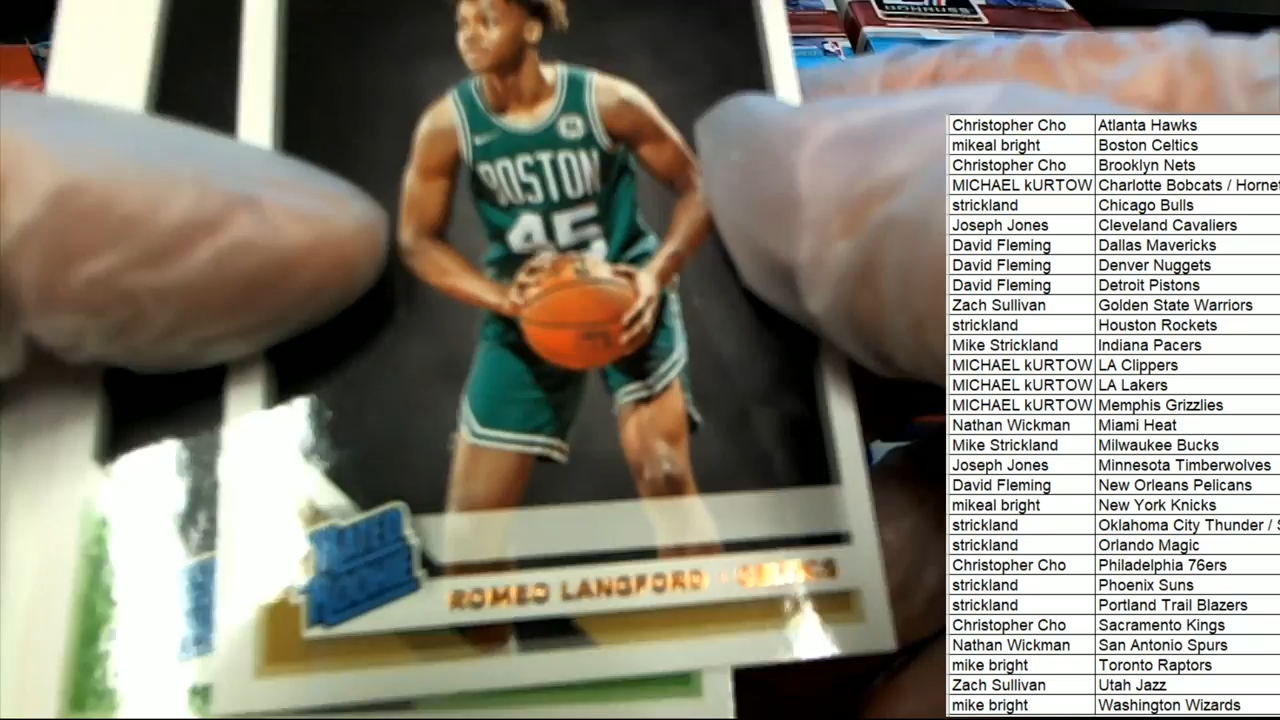 DONRUSS
BOSTON
45
RATED
ROOKIE
ROMEO LANGFORD - CELTICS
Christopher Cho Atlanta Hawks
mikeal bright Boston Celtics
Christopher Cho Brooklyn Nets
MICHAEL kURTOW Charlotte Bobcats / Hornet
strickland Chicago Bulls
Joseph Jones Cleveland Cavaliers
David Fleming Dallas Mavericks
David Fleming Denver Nuggets
David Fleming Detroit Pistons
Zach Sullivan Golden State Warriors
strickland Houston Rockets
Mike Strickland Indiana Pacers
MICHAEL kURTOW LA Clippers
MICHAEL kURTOW LA Lakers
MICHAEL kURTOW Memphis Grizzlies
Nathan Wickman Miami Heat
Mike Strickland Milwaukee Bucks
Joseph Jones Minnesota Timberwolves
David Fleming New Orleans Pelicans
mikeal bright New York Knicks
strickland Oklahoma City Thunder / S
strickland Orlando Magic
Christopher Cho Philadelphia 76ers
strickland Phoenix Suns
strickland Portland Trail Blazers
Christopher Cho Sacramento Kings
Nathan Wickman San Antonio Spurs
mike bright Toronto Raptors
Zach Sullivan Utah Jazz
mike bright Washington Wizards